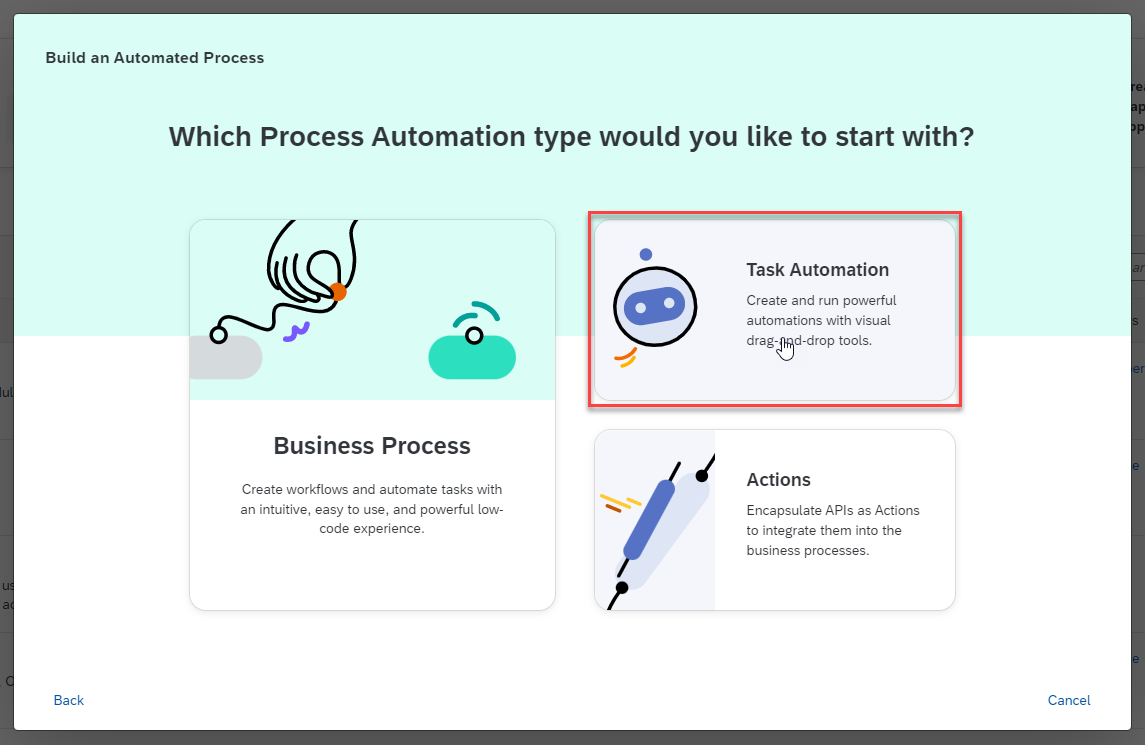 Build an Automated Process
Which Process Automation type would you like to start with?
Task Automation
Create and run powerful
automations with visual
drag-and-drop tools.
Business Process
Create workflows and automate tasks with
an intuitive, easy to use, and powerful low-
code experience.
Actions
Encapsulate APIs as Actions
to integrate them into the
business processes.
Back
Cancel